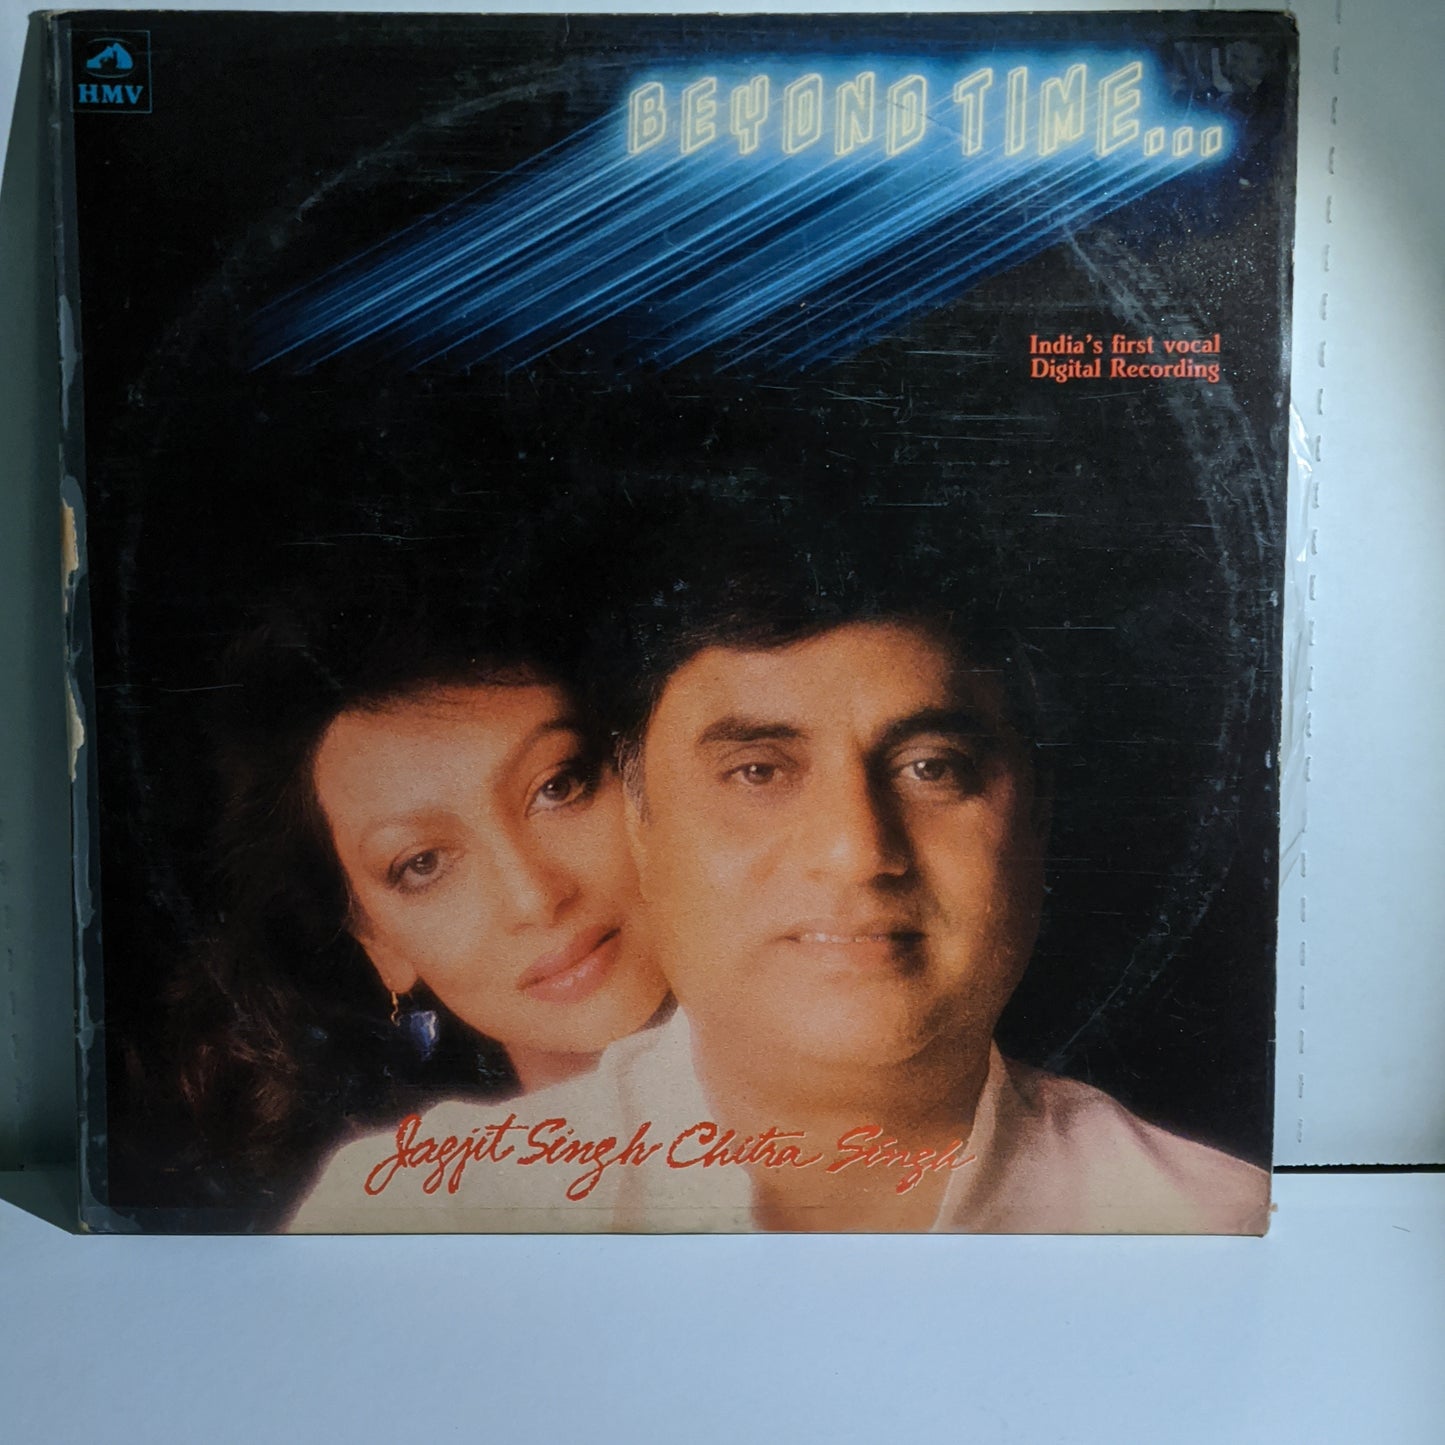 HMV
BEYOND TIME...
India's first vocal
Digital Recording
Jagjit Singh Chitra Singh